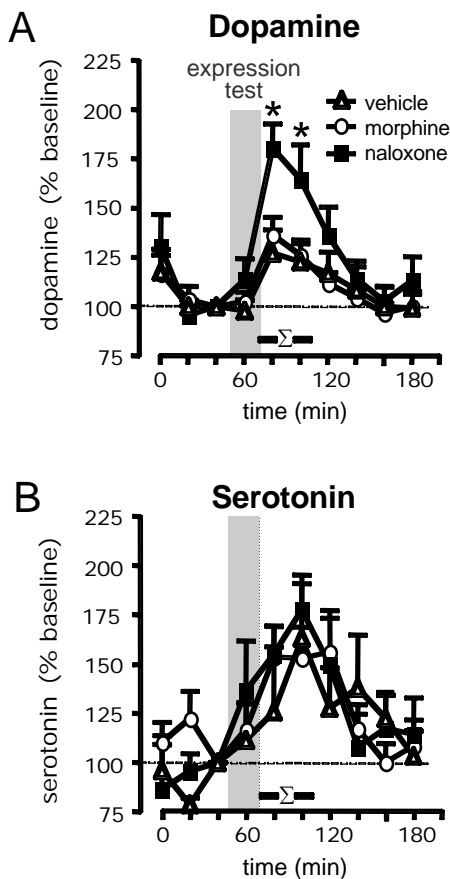 A
Dopamine
expression
test
* *
vehicle
morphine
naloxone
dopamine (% baseline)
225
200
175
150
125
100
75
Σ
0 60 120 180
time (min)
B
Serotonin
serotonin (% baseline)
225
200
175
150
125
100
75
Σ
0 60 120 180
time (min)